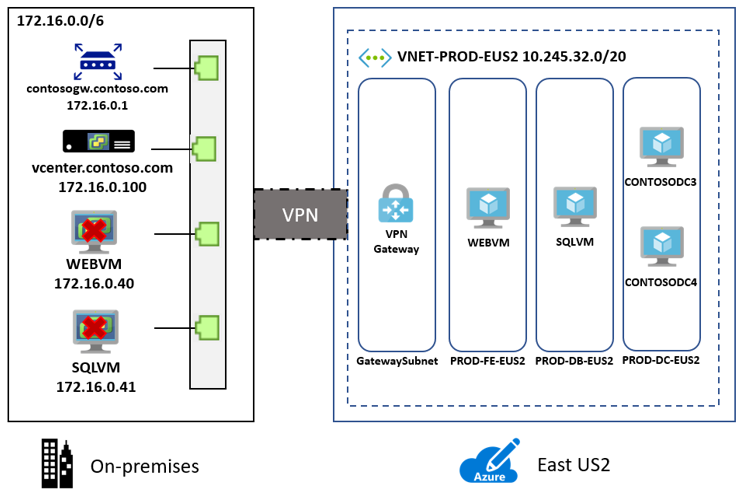 172.16.0.0/6
contosogw.contoso.com
172.16.0.1
vcenter.contoso.com
172.16.0.100
WEBVM
172.16.0.40
SQLVM
172.16.0.41
On-premises
VPN
VNET-PROD-EUS2 10.245.32.0/20
VPN
Gateway
GatewaySubnet
WEBVM
PROD-FE-EUS2
SQLVM
PROD-DB-EUS2
CONTOSODC3
CONTOSODC4
PROD-DC-EUS2
Azure
East US2